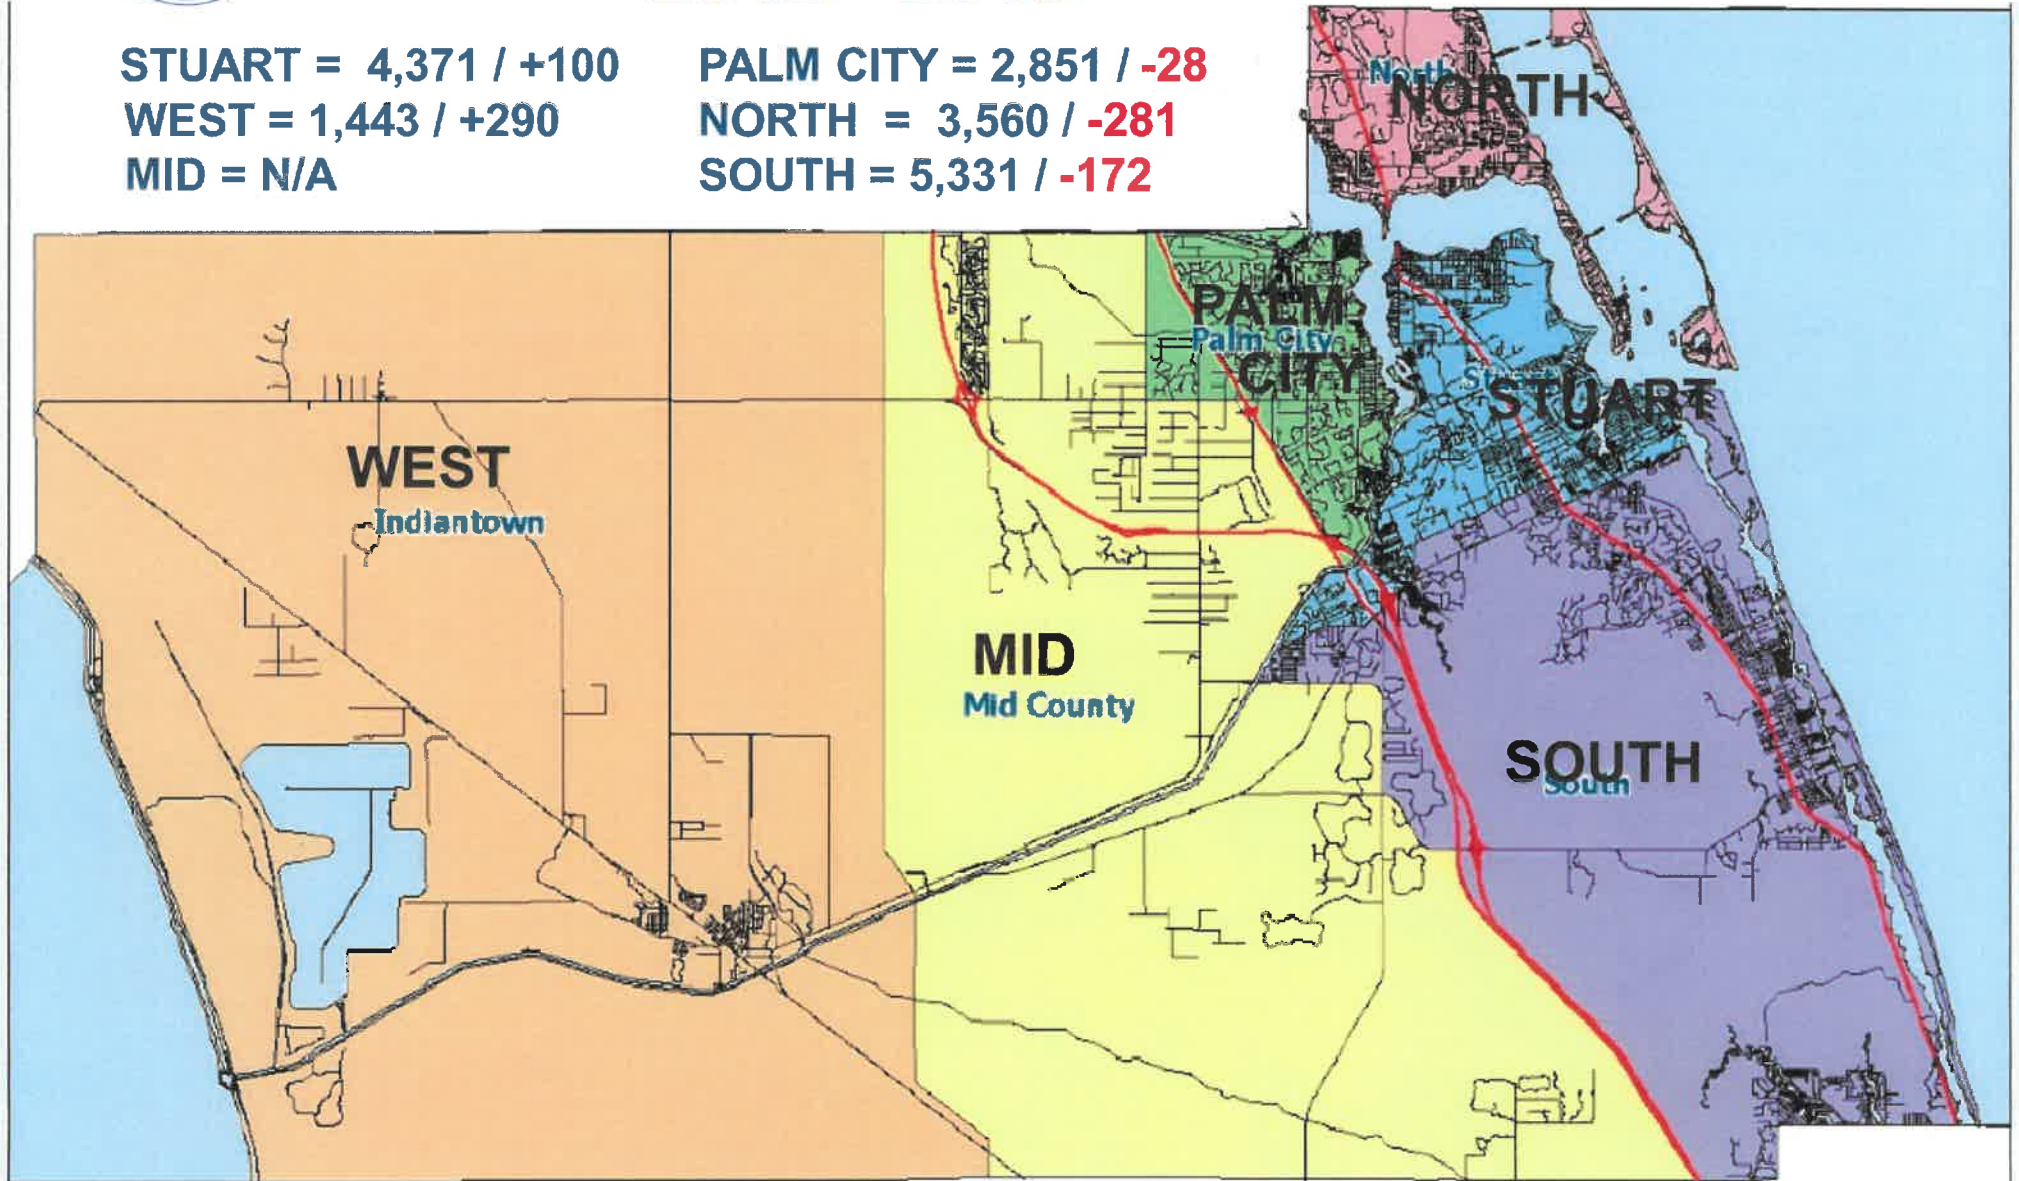 STUART = 4,371 / +100
WEST = 1,443 / +290
MID = N/A
PALM CITY = 2,851 / -28
NORTH = 3,560 / -281
SOUTH = 5,331 / -172
North
NORTH
PALM
Palm City
CITY
Stuart
STUART
WEST
Indiantown
MID
Mid County
SOUTH
South